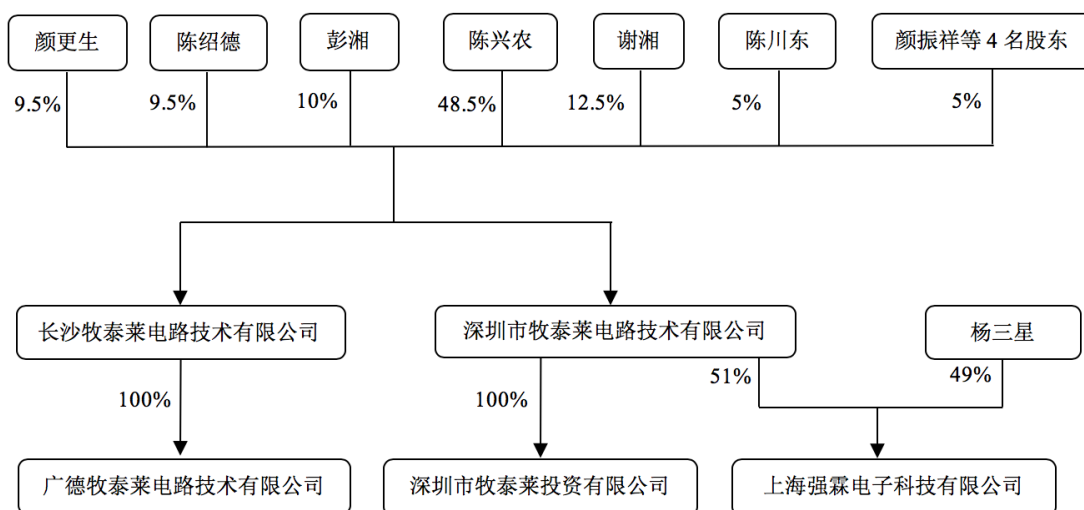 颜更生
陈绍德
彭湘
陈兴农
谢湘
陈川东
颜振祥等 4 名股东
9.5%
9.5%
10%
48.5%
12.5%
5%
5%
长沙牧泰莱电路技术有限公司
深圳市牧泰莱电路技术有限公司
杨三星
100%
100%
51%
49%
广德牧泰莱电路技术有限公司
深圳市牧泰莱投资有限公司
上海强霖电子科技有限公司